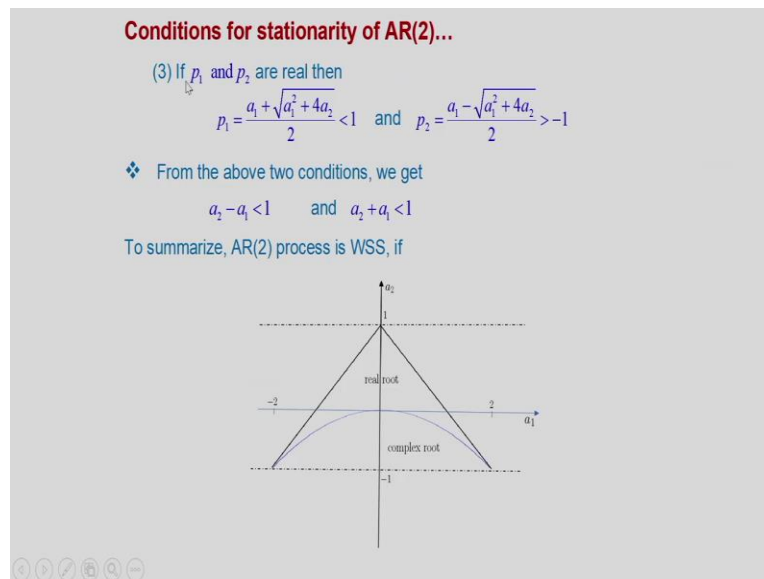 Conditions for stationarity of AR(2)...
(3) If p₁ and p₂ are real then
p₁ = (a₁ + √(a₁² + 4a₂))/2 < 1 and p₂ = (a₁ − √(a₁² + 4a₂))/2 > −1
❖ From the above two conditions, we get
a₂ − a₁ < 1 and a₂ + a₁ < 1
To summarize, AR(2) process is WSS, if
a₂
1
real root
−2
2
a₁
complex root
−1